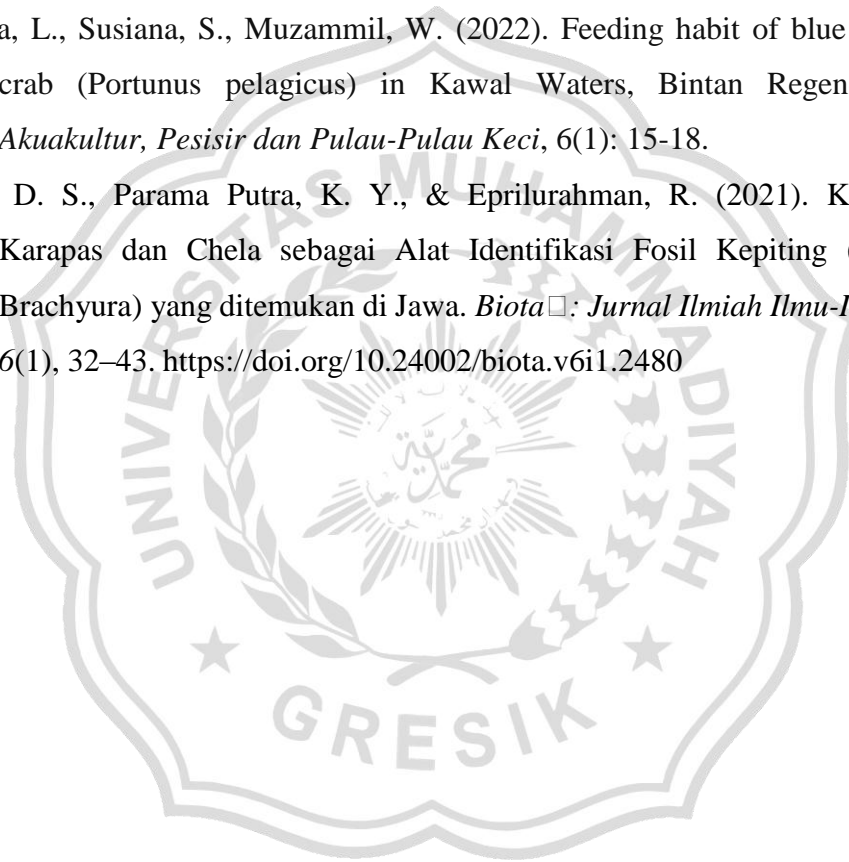 a, L., Susiana, S., Muzammil, W. (2022). Feeding habit of blue
crab (Portunus pelagicus) in Kawal Waters, Bintan Regen
Akuakultur, Pesisir dan Pulau-Pulau Keci, 6(1): 15-18.
D. S., Parama Putra, K. Y., & Eprilurahman, R. (2021). K
Karapas dan Chela sebagai Alat Identifikasi Fosil Kepiting (
Brachyura) yang ditemukan di Jawa. Biota□: Jurnal Ilmiah Ilmu-I
6(1), 32–43. https://doi.org/10.24002/biota.v6i1.2480
UNIVERSITAS MUHAMMADIYAH
GRESIK